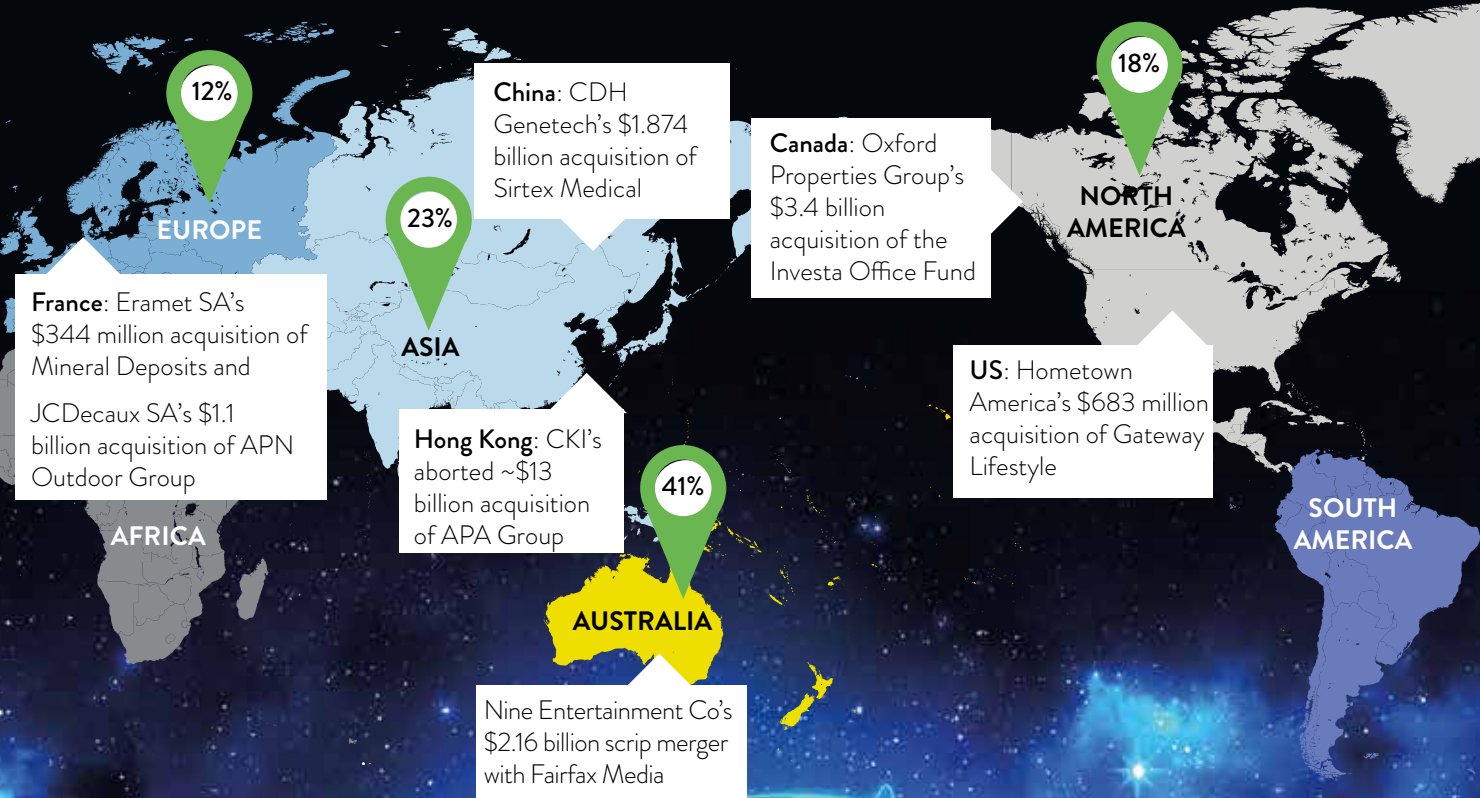 12%
EUROPE
France: Eramet SA’s
$344 million acquisition of
Mineral Deposits and
JCDecaux SA’s $1.1
billion acquisition of APN
Outdoor Group
AFRICA
23%
ASIA
China: CDH
Genetech’s $1.874
billion acquisition of
Sirtex Medical
Hong Kong: CKI’s
aborted ~$13
billion acquisition
of APA Group
41%
AUSTRALIA
Nine Entertainment Co’s
$2.16 billion scrip merger
with Fairfax Media
Canada: Oxford
Properties Group’s
$3.4 billion
acquisition of the
Investa Office Fund
18%
NORTH
AMERICA
US: Hometown
America’s $683 million
acquisition of Gateway
Lifestyle
SOUTH
AMERICA